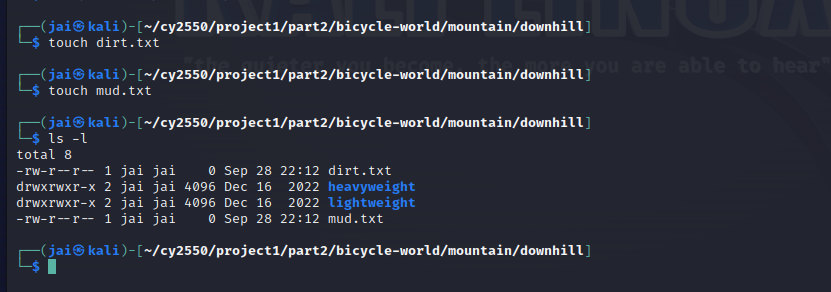 ┌──(jai㉿kali)-[~/cy2550/project1/part2/bicycle-world/mountain/downhill]
└─$ touch dirt.txt
"the quieter you become, the more you are able to hear"
┌──(jai㉿kali)-[~/cy2550/project1/part2/bicycle-world/mountain/downhill]
└─$ touch mud.txt
┌──(jai㉿kali)-[~/cy2550/project1/part2/bicycle-world/mountain/downhill]
└─$ ls -l
total 8
-rw-r--r-- 1 jai jai    0 Sep 28 22:12 dirt.txt
drwxrwxr-x 2 jai jai 4096 Dec 16  2022 heavyweight
drwxrwxr-x 2 jai jai 4096 Dec 16  2022 lightweight
-rw-r--r-- 1 jai jai    0 Sep 28 22:12 mud.txt
┌──(jai㉿kali)-[~/cy2550/project1/part2/bicycle-world/mountain/downhill]
└─$